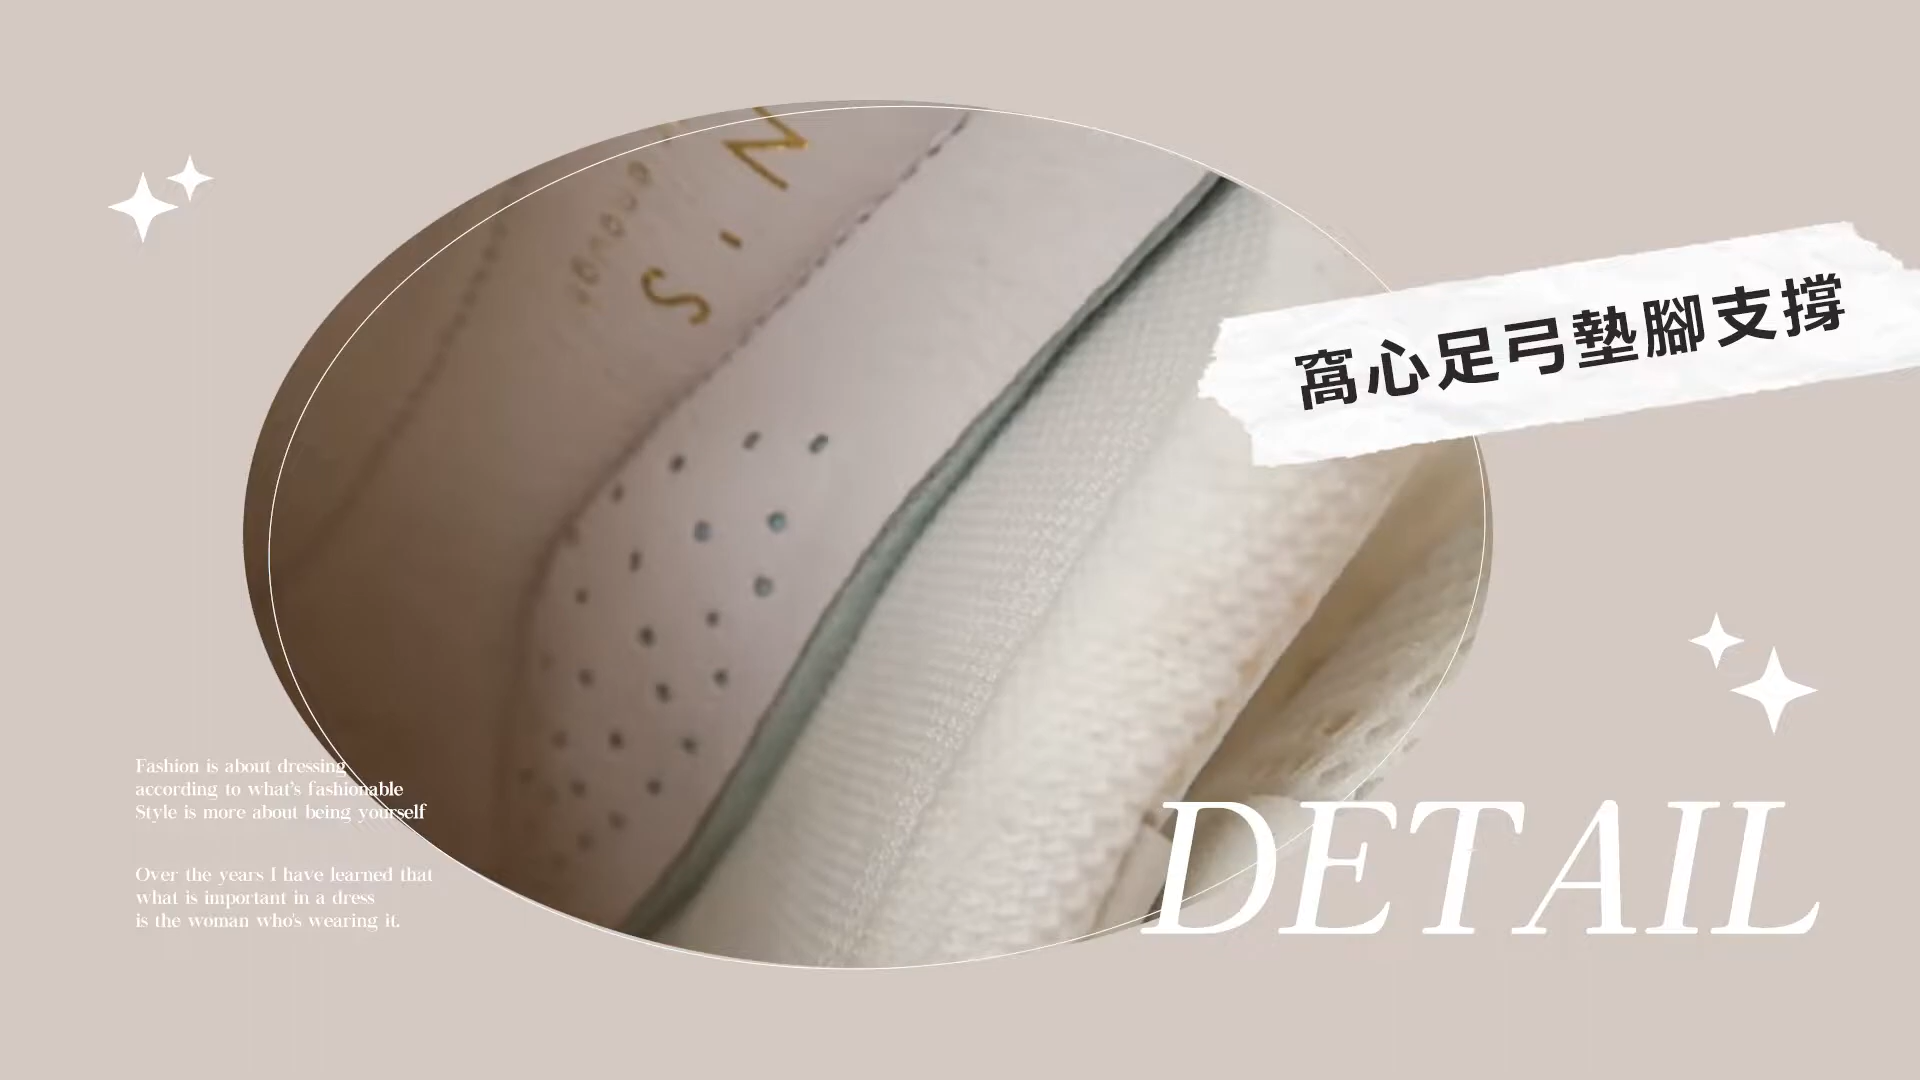 窩心足弓墊腳支撐
Fashion is about dressing
according to what's fashionable
Style is more about being yourself
Over the years I have learned that
what is important in a dress
is the woman who's wearing it.
DETAIL